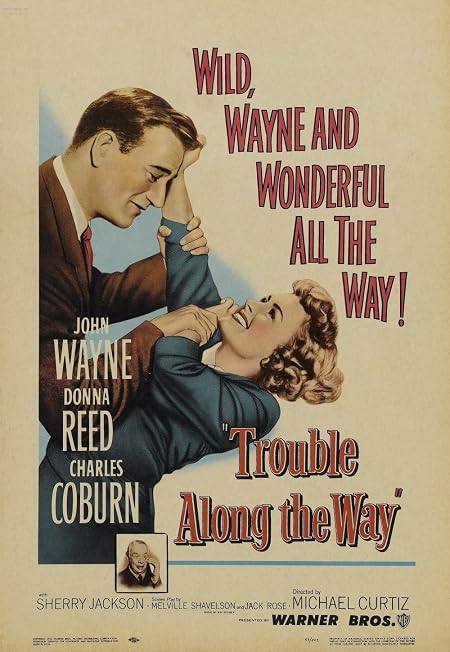 WILD,
WAYNE AND
WONDERFUL
ALL THE
WAY!
JOHN
WAYNE
DONNA
REED
CHARLES
COBURN
"Trouble
Along the Way"
with
SHERRY JACKSON · Screen Play by MELVILLE SHAVELSON and JACK ROSE · Directed by MICHAEL CURTIZ
PRESENTED BY WARNER BROS. WB